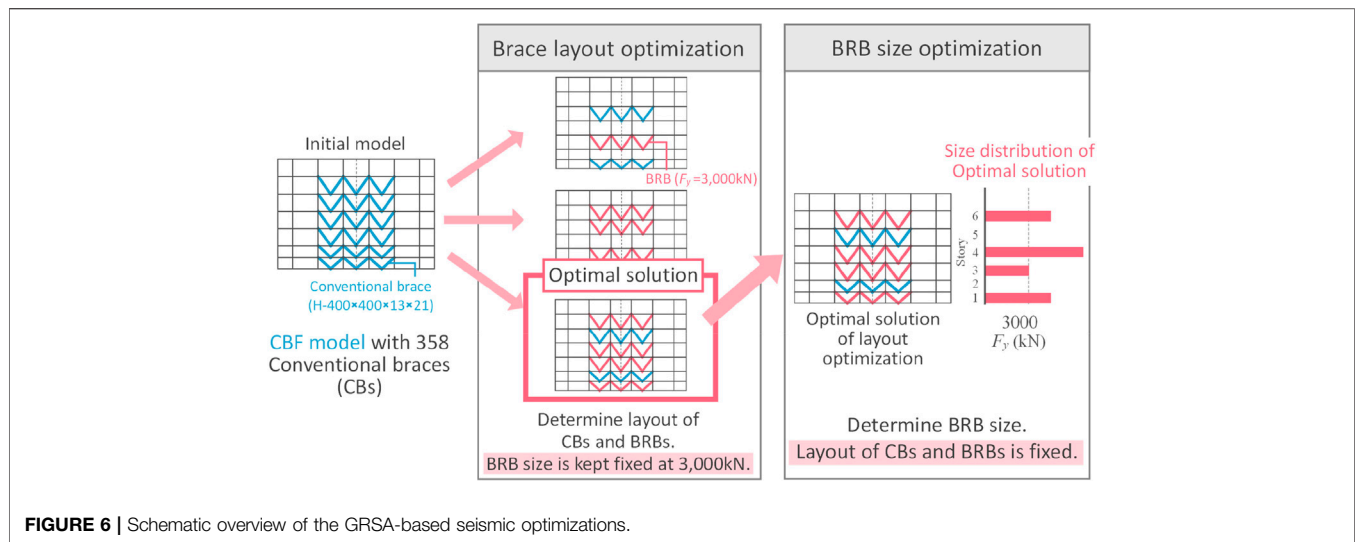 Brace layout optimization
BRB size optimization
Initial model
Conventional brace
(H-400×400×13×21)
CBF model with 358
Conventional braces
(CBs)
BRB (Fy =3,000kN)
Optimal solution
Determine layout of
CBs and BRBs.
BRB size is kept fixed at 3,000kN.
Optimal solution
of layout
optimization
Size distribution of
Optimal solution
Story
6
5
4
3
2
1
3000
Fy (kN)
Determine BRB size.
Layout of CBs and BRBs is fixed.
FIGURE 6 | Schematic overview of the GRSA-based seismic optimizations.